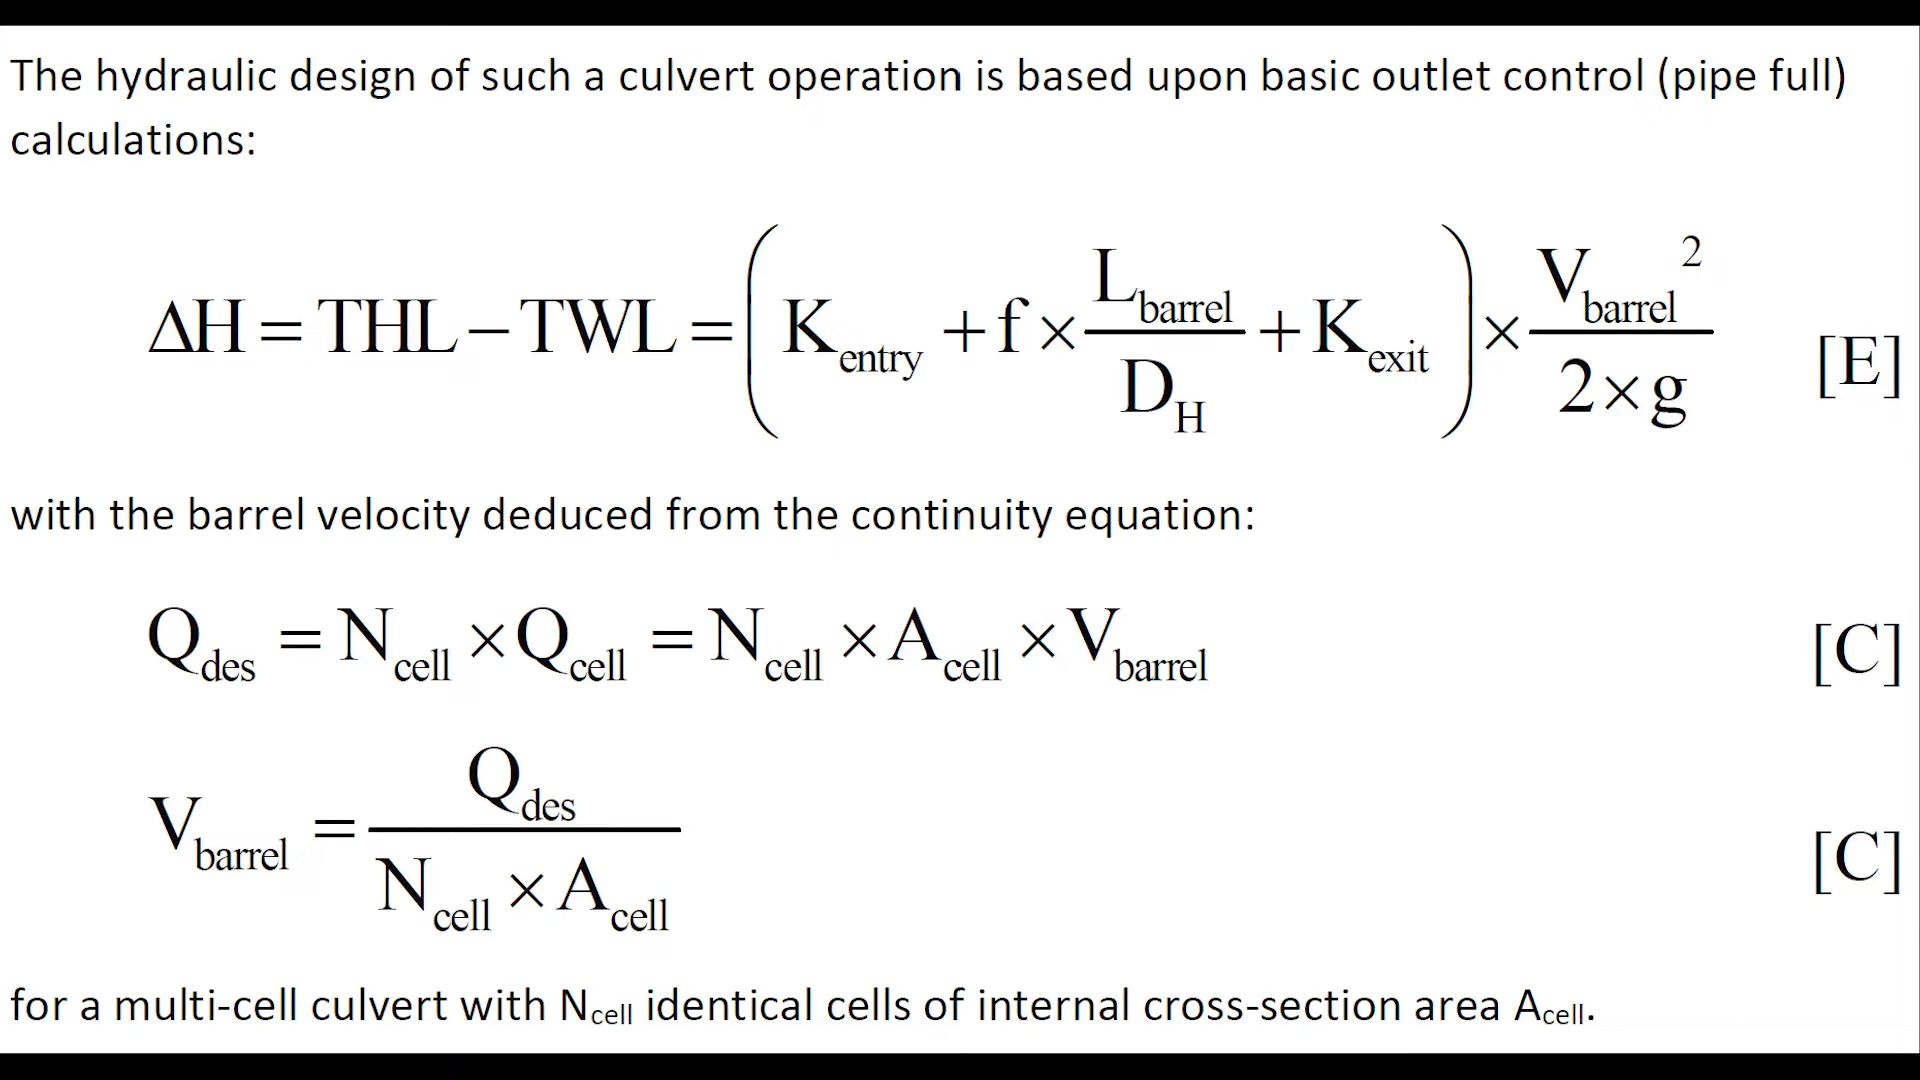 The hydraulic design of such a culvert operation is based upon basic outlet control (pipe full)
calculations:
ΔH = THL − TWL = ( K_entry + f × L_barrel / D_H + K_exit ) × V_barrel² / (2 × g) [E]
with the barrel velocity deduced from the continuity equation:
Q_des = N_cell × Q_cell = N_cell × A_cell × V_barrel [C]
V_barrel = Q_des / (N_cell × A_cell) [C]
for a multi-cell culvert with N_cell identical cells of internal cross-section area A_cell.